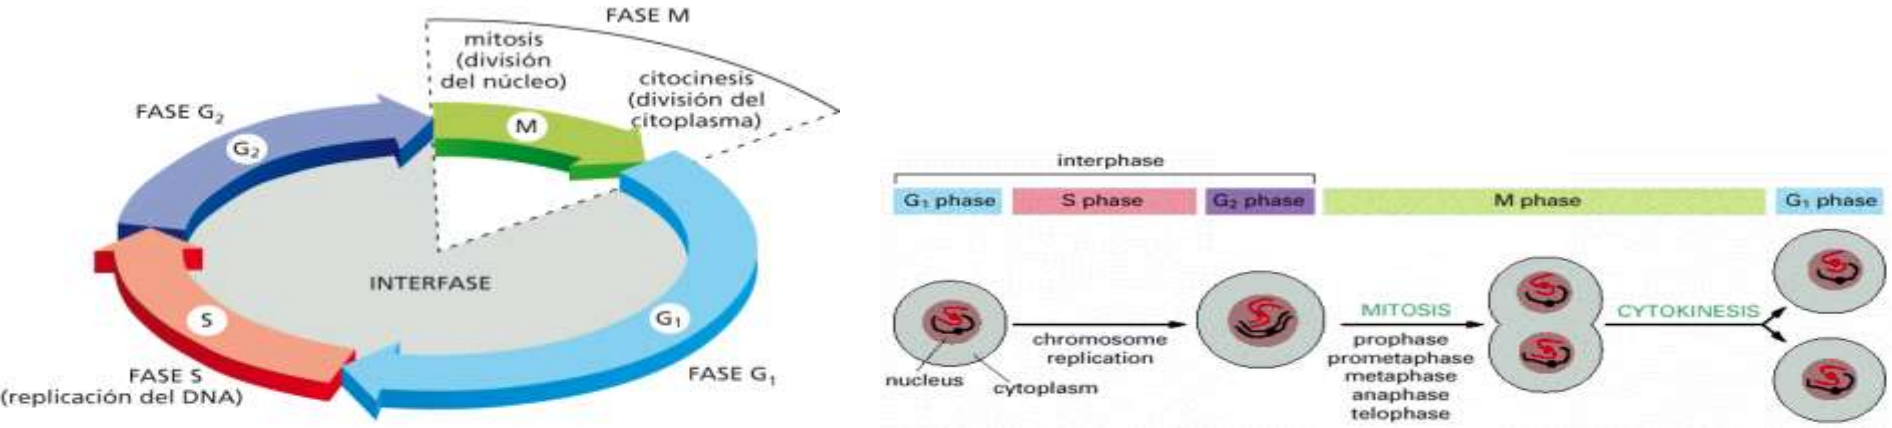 FASE M
mitosis
(división
del núcleo)
citocinesis
(división del
citoplasma)
FASE G₂
G₂
M
INTERFASE
S
G₁
FASE S
(replicación del DNA)
FASE G₁
interphase
G₁ phase
S phase
G₂ phase
M phase
G₁ phase
MITOSIS
CYTOKINESIS
chromosome
replication
prophase
prometaphase
metaphase
anaphase
telophase
nucleus
cytoplasm